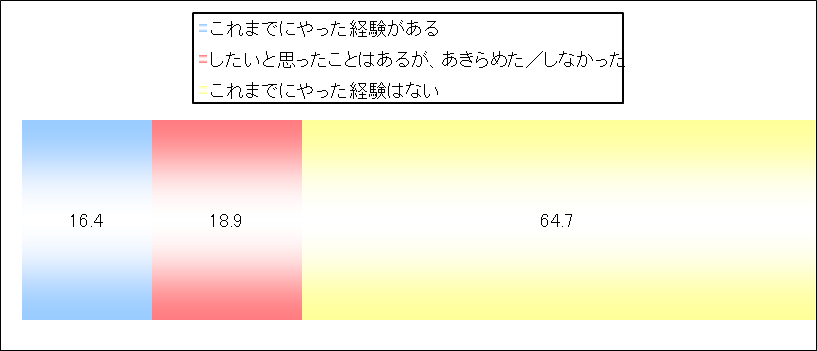 これまでにやった経験がある
したいと思ったことはあるが、あきらめた／しなかった
これまでにやった経験はない
16.4 18.9 64.7